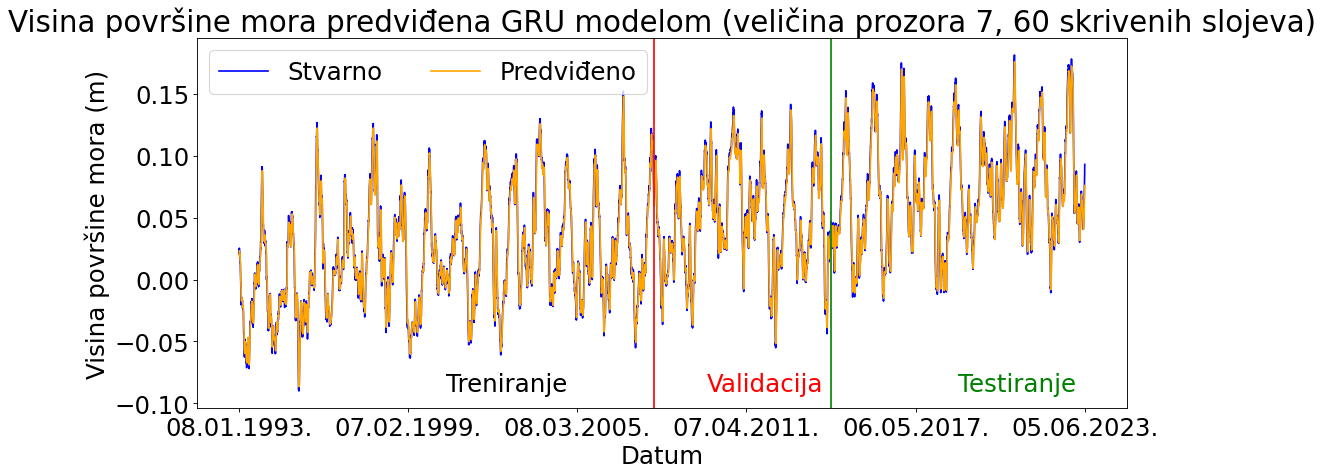 Visina površine mora predviđena GRU modelom (veličina prozora 7, 60 skrivenih slojeva)
Stvarno Predviđeno
Visina površine mora (m)
0.15
0.10
0.05
0.00
−0.05
−0.10
Treniranje Validacija Testiranje
08.01.1993. 07.02.1999. 08.03.2005. 07.04.2011. 06.05.2017. 05.06.2023.
Datum